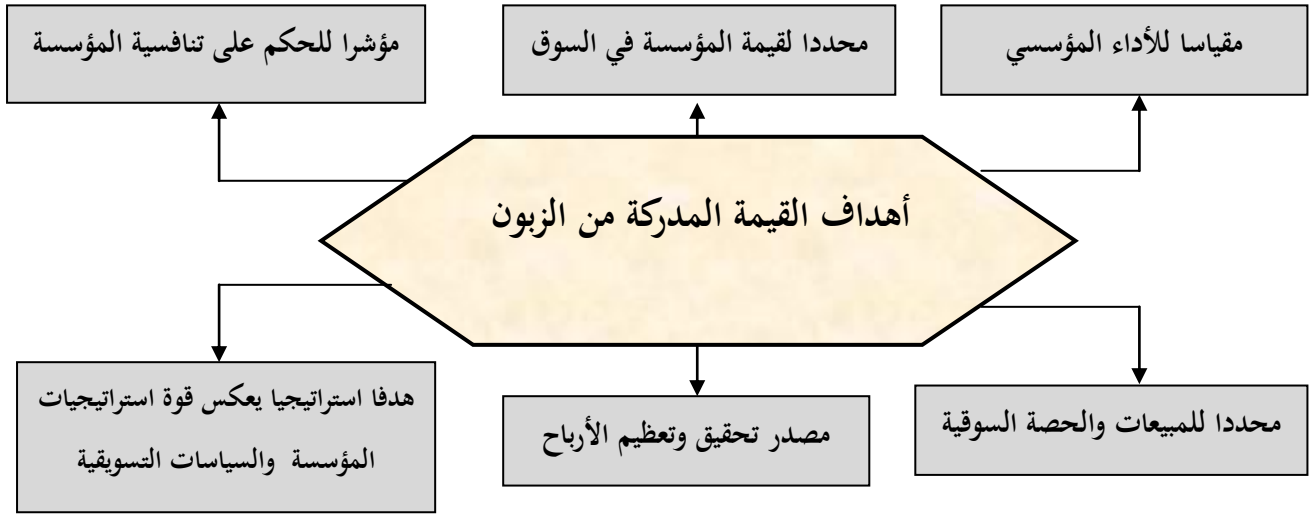 مقياسا للأداء المؤسسي
محددا لقيمة المؤسسة في السوق
مؤشرا للحكم على تنافسية المؤسسة
أهداف القيمة المدركة من الزبون
محددا للمبيعات والحصة السوقية
مصدر تحقيق وتعظيم الأرباح
هدفا استراتيجيا يعكس قوة استراتيجيات
المؤسسة والسياسات التسويقية